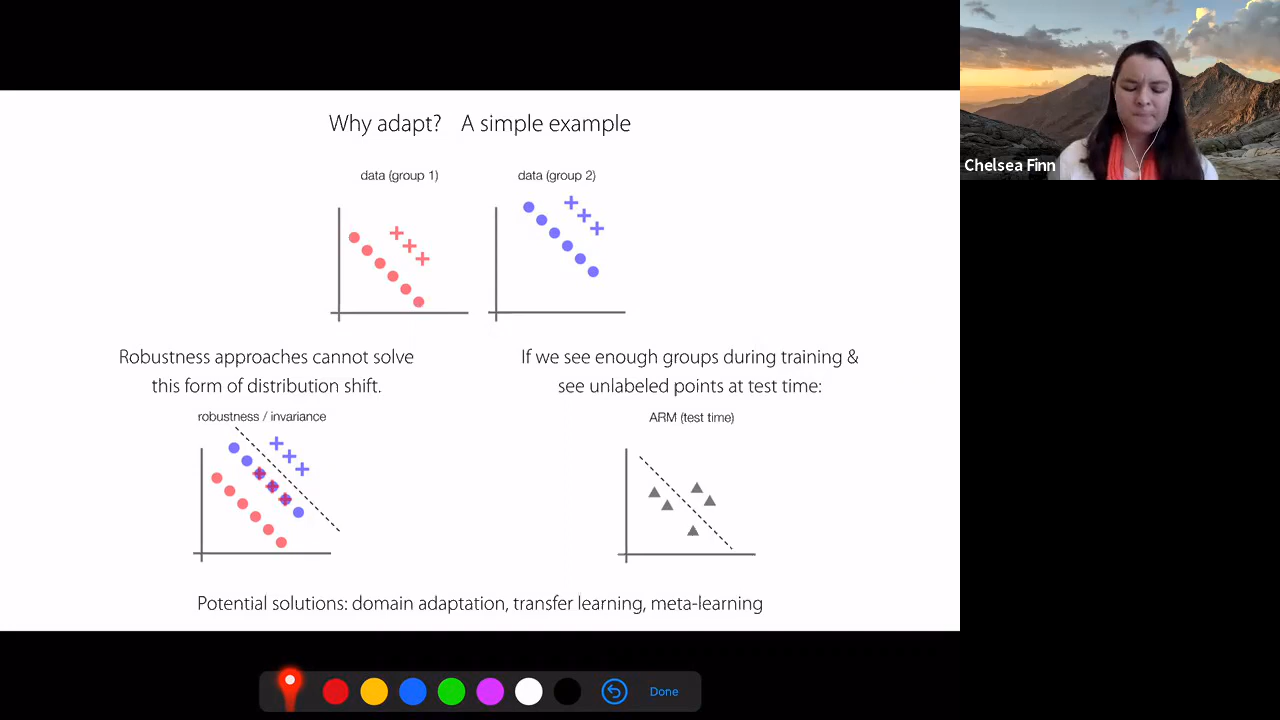 Why adapt? A simple example
Chelsea Finn
data (group 1)
data (group 2)
Robustness approaches cannot solve
this form of distribution shift.
If we see enough groups during training &
see unlabeled points at test time:
robustness / invariance
ARM (test time)
Potential solutions: domain adaptation, transfer learning, meta-learning
Done